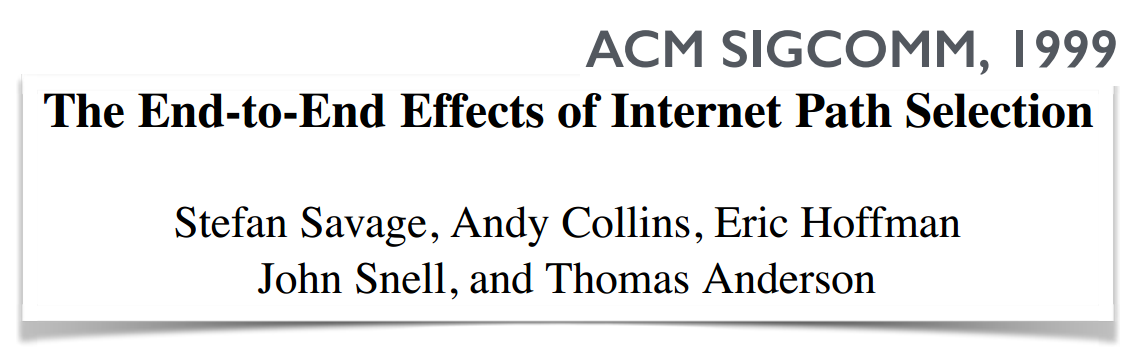 ACM SIGCOMM, 1999
The End-to-End Effects of Internet Path Selection
Stefan Savage, Andy Collins, Eric Hoffman
John Snell, and Thomas Anderson